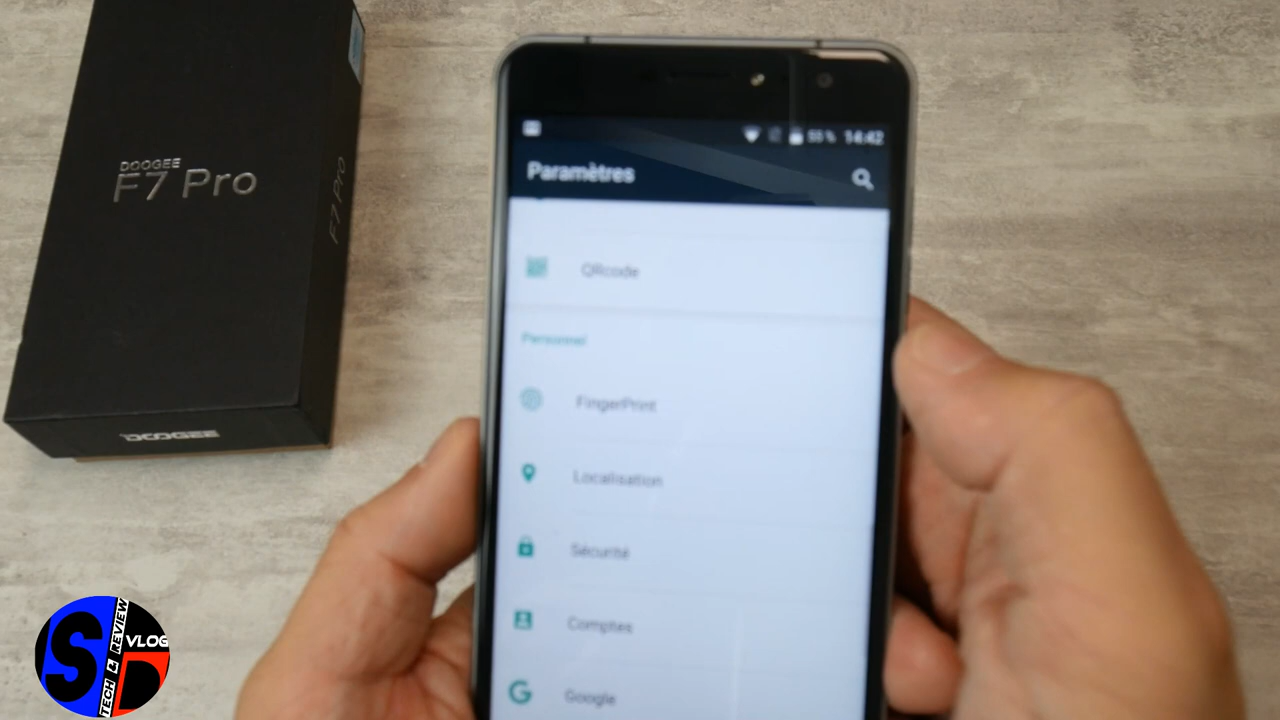 DOOGEE
F7 Pro
F7 Pro
DOOGEE
55% 14:42
Paramètres
QRcode
Personnel
FingerPrint
Localisation
Sécurité
Comptes
Google
S
TECH & REVIEW
VLOG
D